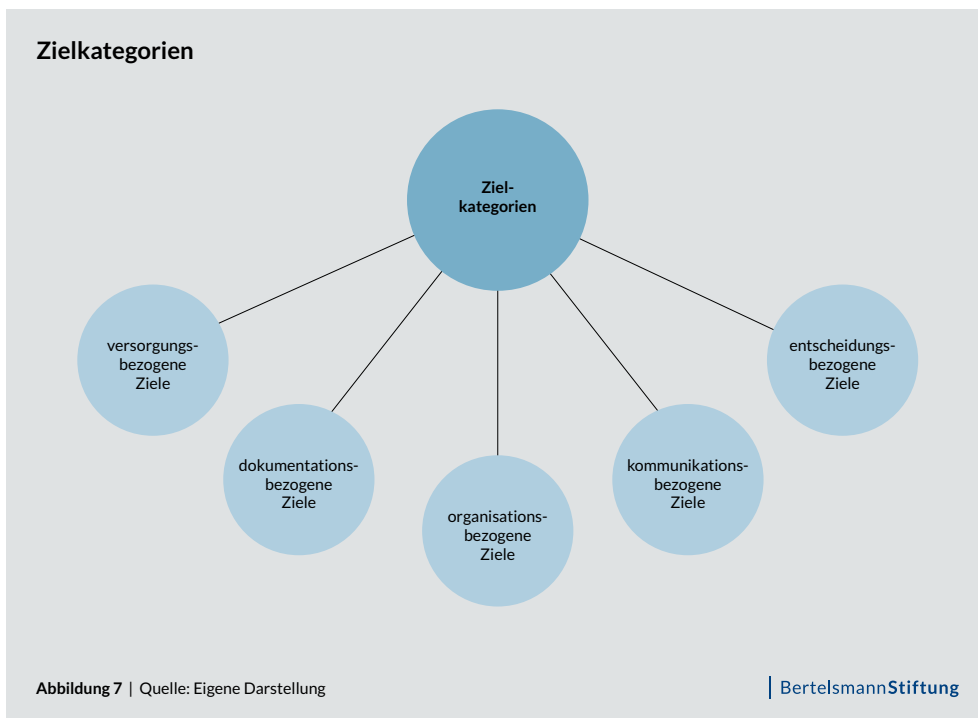 Zielkategorien
Ziel-
kategorien
versorgungs-
bezogene
Ziele
dokumentations-
bezogene
Ziele
organisations-
bezogene
Ziele
kommunikations-
bezogene
Ziele
entscheidungs-
bezogene
Ziele
Abbildung 7 | Quelle: Eigene Darstellung
BertelsmannStiftung